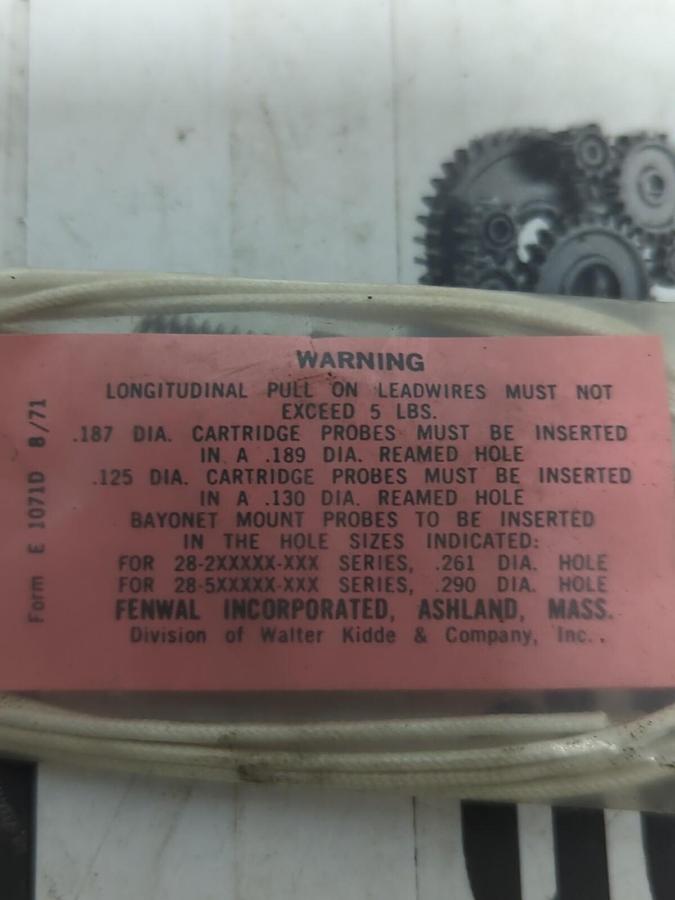 WARNING
LONGITUDINAL PULL ON LEADWIRES MUST NOT
EXCEED 5 LBS.
.187 DIA. CARTRIDGE PROBES MUST BE INSERTED
IN A .189 DIA. REAMED HOLE
.125 DIA. CARTRIDGE PROBES MUST BE INSERTED
IN A .130 DIA. REAMED HOLE
BAYONET MOUNT PROBES TO BE INSERTED
IN THE HOLE SIZES INDICATED:
FOR 28-2XXXXX-XXX SERIES, .261 DIA. HOLE
FOR 28-5XXXXX-XXX SERIES, .290 DIA. HOLE
FENWAL INCORPORATED, ASHLAND, MASS.
Division of Walter Kidde & Company, Inc..
Form E 1071D 8/71